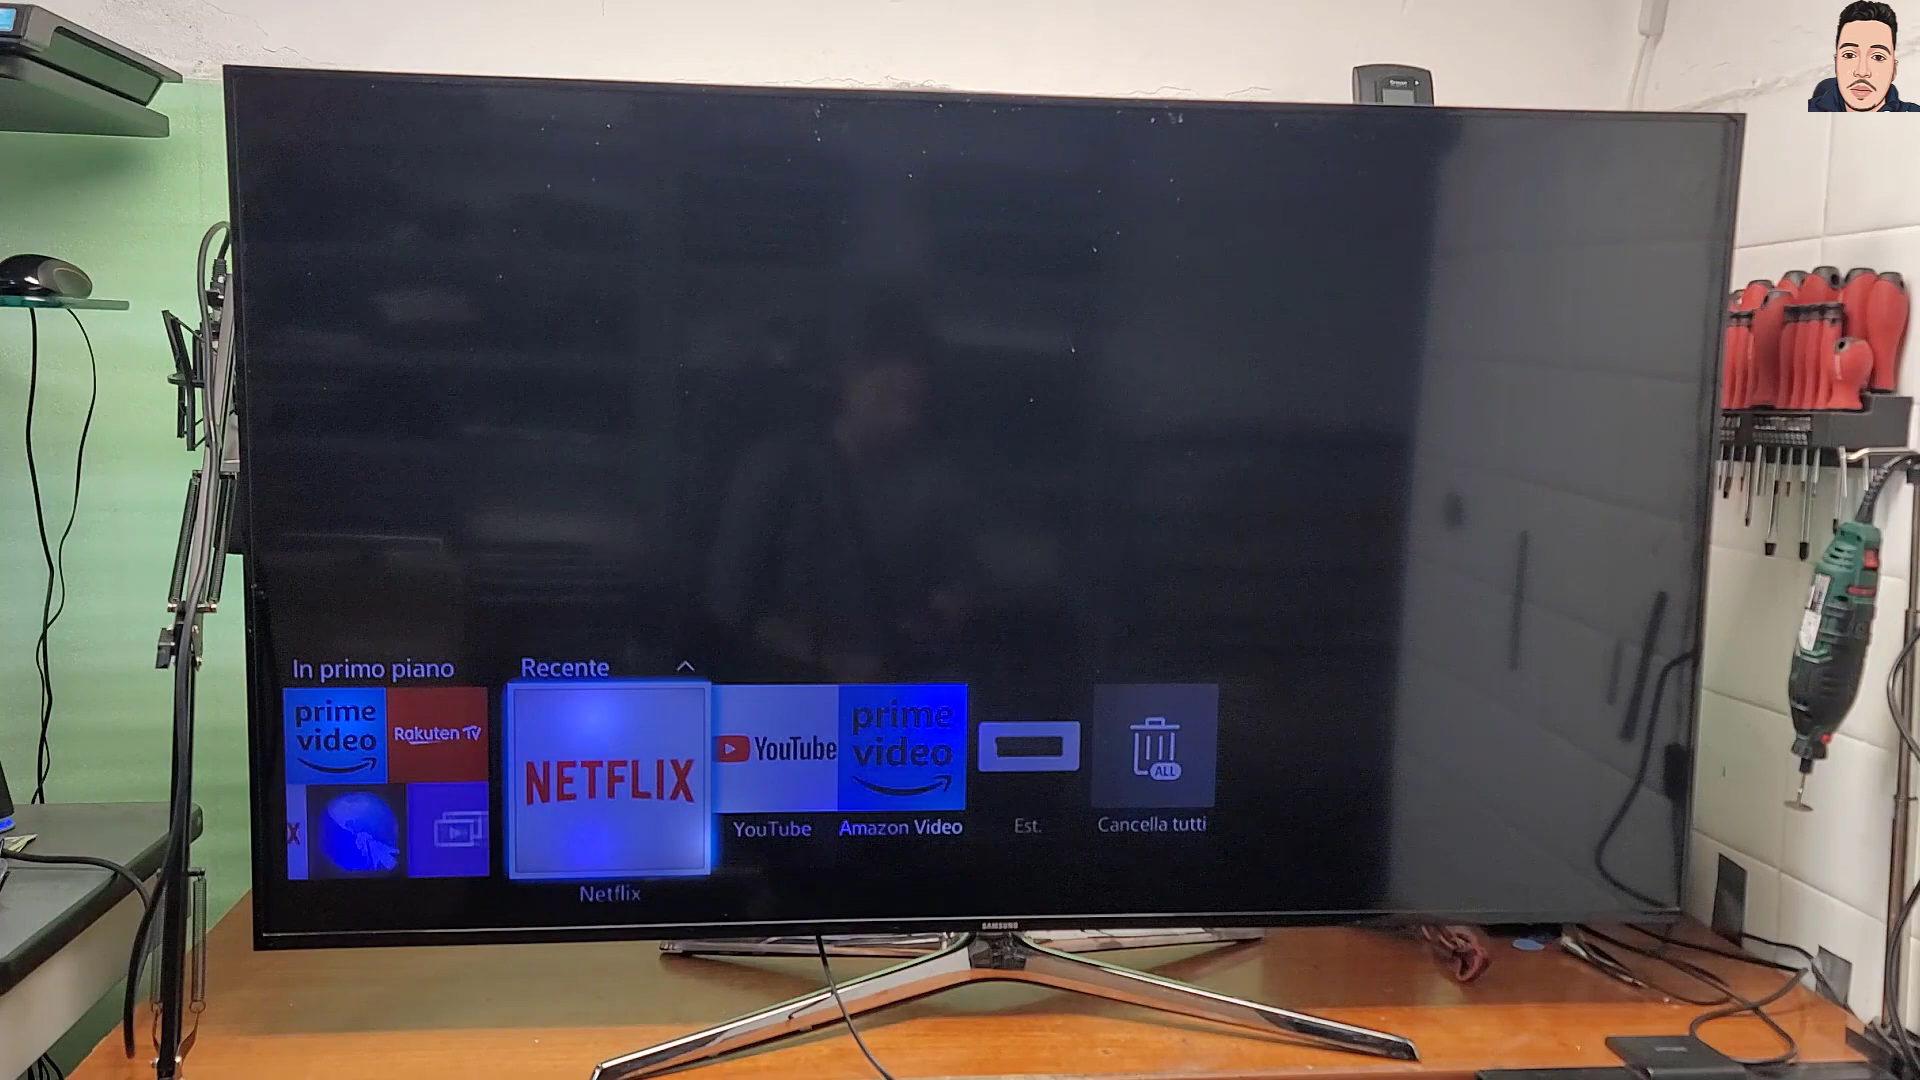 In primo piano
Recente
prime
video
Rakuten TV
NETFLIX
YouTube
prime
video
ALL
X
YouTube
Amazon Video
Est.
Cancella tutti
Netflix
SAMSUNG